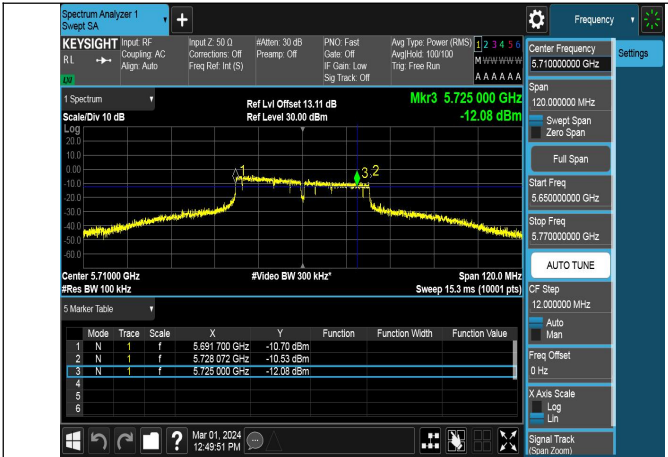 Spectrum Analyzer 1
Swept SA
+
Frequency
KEYSIGHT
Input: RF
Input Z: 50 Ω
#Atten: 30 dB
PNO: Fast
Avg Type: Power (RMS)
1 2 3 4 5 6
R L
Coupling: AC
Corrections: Off
Preamp: Off
Gate: Off
Avg|Hold: 100/100
M W W W W W
Align: Auto
Freq Ref: Int (S)
IF Gain: Low
Trig: Free Run
Sig Track: Off
A A A A A A
LXI
1 Spectrum
Ref Lvl Offset 13.11 dB
Mkr3 5.725 000 GHz
Scale/Div 10 dB
Ref Level 30.00 dBm
-12.08 dBm
Log
20.0
10.0
0.00
-10.0
-20.0
-30.0
-40.0
-50.0
-60.0
1
3
2
Center 5.71000 GHz
#Video BW 300 kHz*
Span 120.0 MHz
#Res BW 100 kHz
Sweep 15.3 ms (10001 pts)
5 Marker Table
Mode Trace Scale X Y Function Function Width Function Value
1 N 1 f 5.691 700 GHz -10.70 dBm
2 N 1 f 5.728 072 GHz -10.53 dBm
3 N 1 f 5.725 000 GHz -12.08 dBm
4
5
6
?
Mar 01, 2024
12:49:51 PM
Center Frequency
5.710000000 GHz
Settings
Span
120.000000 MHz
Swept Span
Zero Span
Full Span
Start Freq
5.650000000 GHz
Stop Freq
5.770000000 GHz
AUTO TUNE
CF Step
12.000000 MHz
Auto
Man
Freq Offset
0 Hz
X Axis Scale
Log
Lin
Signal Track
(Span Zoom)